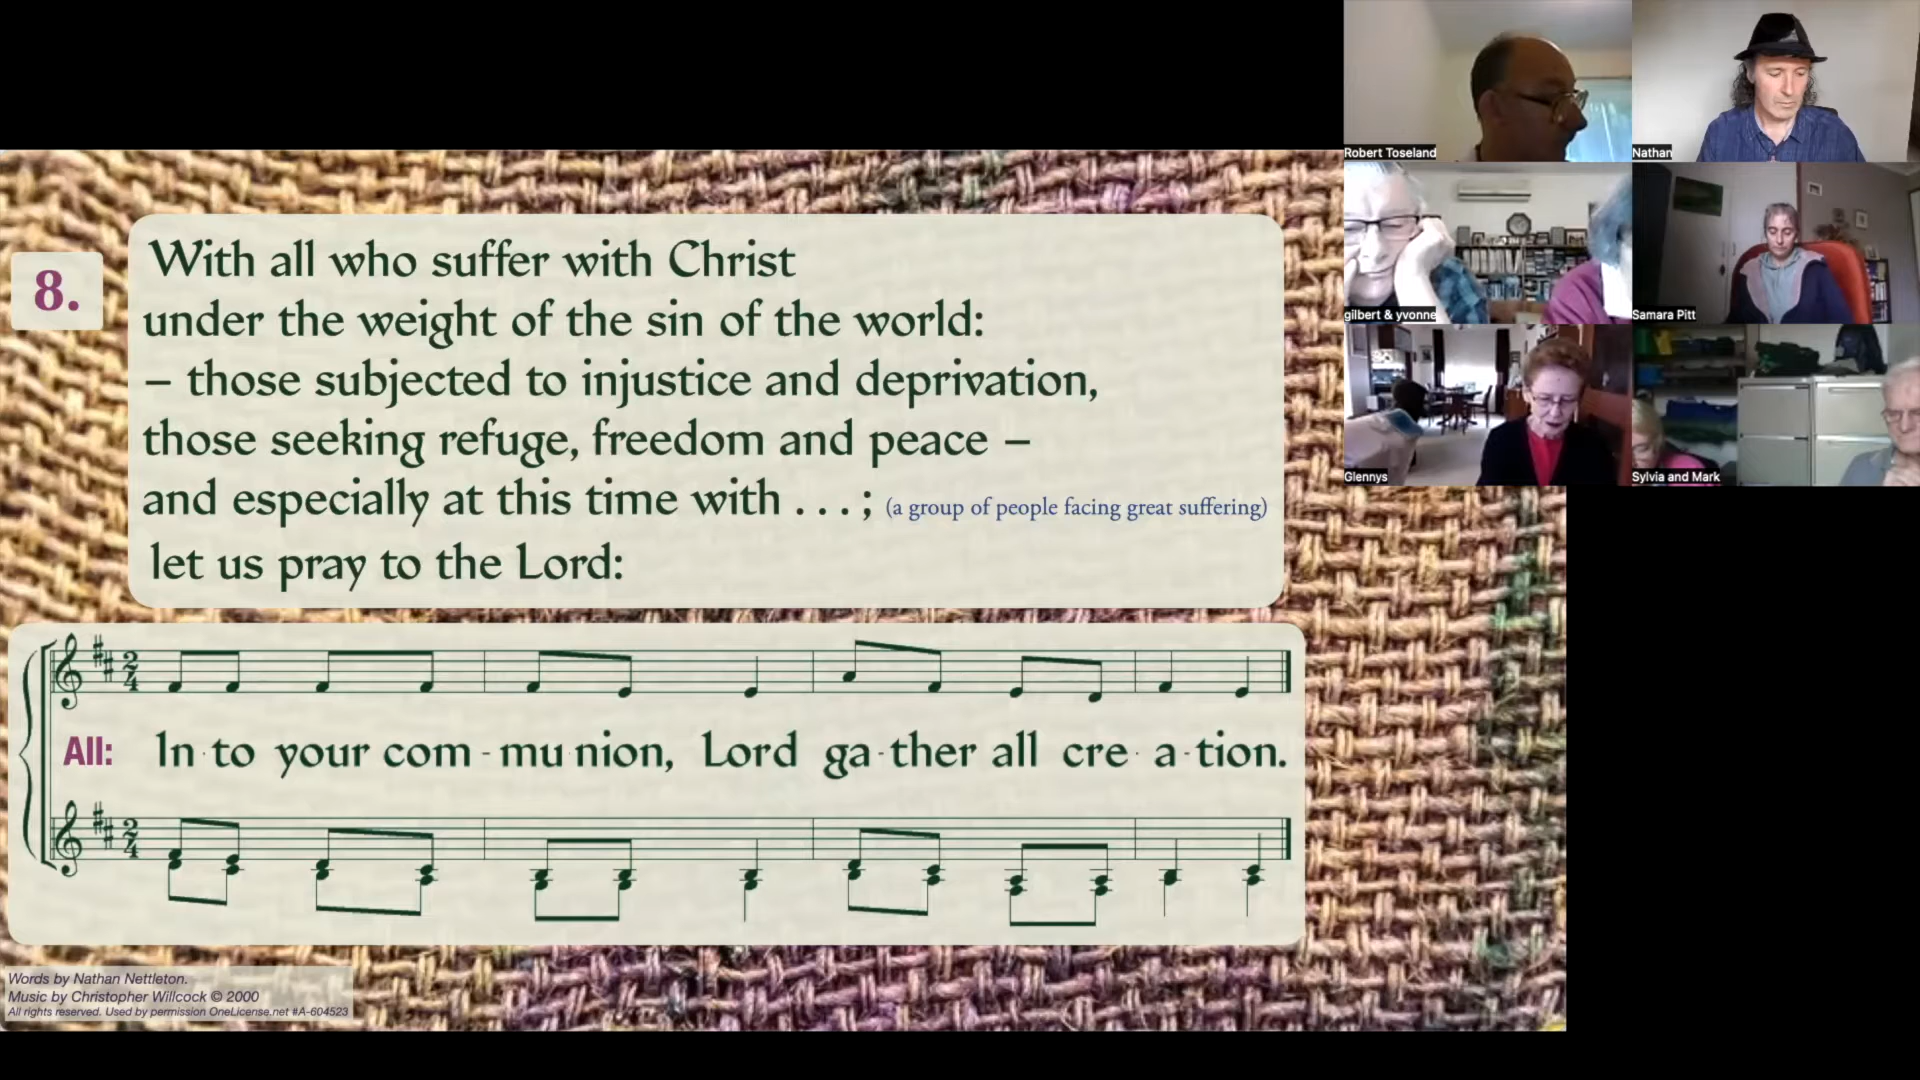 8.
With all who suffer with Christ
under the weight of the sin of the world:
– those subjected to injustice and deprivation,
those seeking refuge, freedom and peace –
and especially at this time with . . . ; (a group of people facing great suffering)
let us pray to the Lord:
All: In·to your com-mu·nion, Lord ga·ther all cre·a·tion.
Words by Nathan Nettleton.
Music by Christopher Willcock © 2000
All rights reserved. Used by permission OneLicense.net #A-604523
Robert Toseland
Nathan
gilbert & yvonne
Samara Pitt
Glennys
Sylvia and Mark